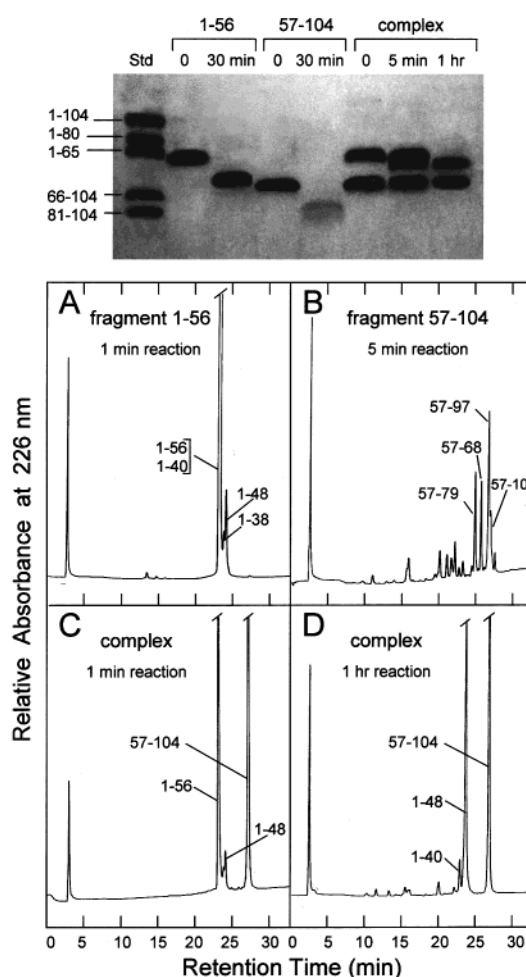 1-56 57-104 complex
Std 0 30 min 0 30 min 0 5 min 1 hr
1-104
1-80
1-65
66-104
81-104
Relative Absorbance at 226 nm
A
fragment 1-56
1 min reaction
1-56
1-40
1-48
1-38
B
fragment 57-104
5 min reaction
57-97
57-68
57-10
57-79
C
complex
1 min reaction
57-104
1-56
1-48
D
complex
1 hr reaction
57-104
1-48
1-40
0 5 10 15 20 25 30 0 5 10 15 20 25 30
Retention Time (min)